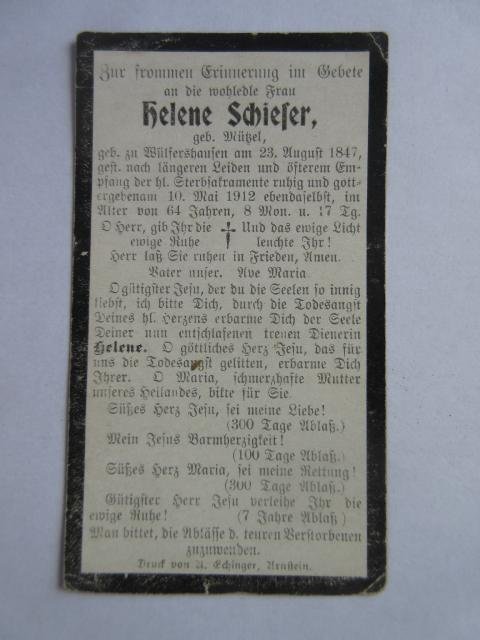 Zur frommen Erinnerung im Gebete
an die wohledle Frau
Helene Schieser,
geb. Mützel,
geb. zu Wülfershausen am 23. August 1847,
gest. nach längeren Leiden und öfterem Em-
pfang der hl. Sterbsakramente ruhig und gott-
ergebenam 10. Mai 1912 ebendaselbst, im
Alter von 64 Jahren, 8 Mon. u. 17 Tg.
O Herr, gib Ihr die † Und das ewige Licht
ewige Ruhe leuchte Ihr!
Herr laß Sie ruhen in Frieden, Amen.
Vater unser. Ave Maria.
O gütigster Jesu, der du die Seelen so innig
liebst, ich bitte Dich, durch die Todesangst
Deines hl. Herzens erbarme Dich der Seele
Deiner nun entschlafenen treuen Dienerin
Helene. O göttliches Herz Jesu, das für
uns die Todesangst gelitten, erbarme Dich
Ihrer. O Maria, schmerzhafte Mutter
unseres Heilandes, bitte für Sie.
Süßes Herz Jesu, sei meine Liebe!
(300 Tage Ablaß.)
Mein Jesus Barmherzigkeit!
(100 Tage Ablaß.)
Süßes Herz Maria, sei meine Rettung!
(300 Tage Ablaß.)
Gütigster Herr Jesu verleihe Ihr die
ewige Ruhe! (7 Jahre Ablaß)
Man bittet, die Ablässe d. teuren Verstorbenen
zuzuwenden.
Druck von A. Echinger, Arnstein.